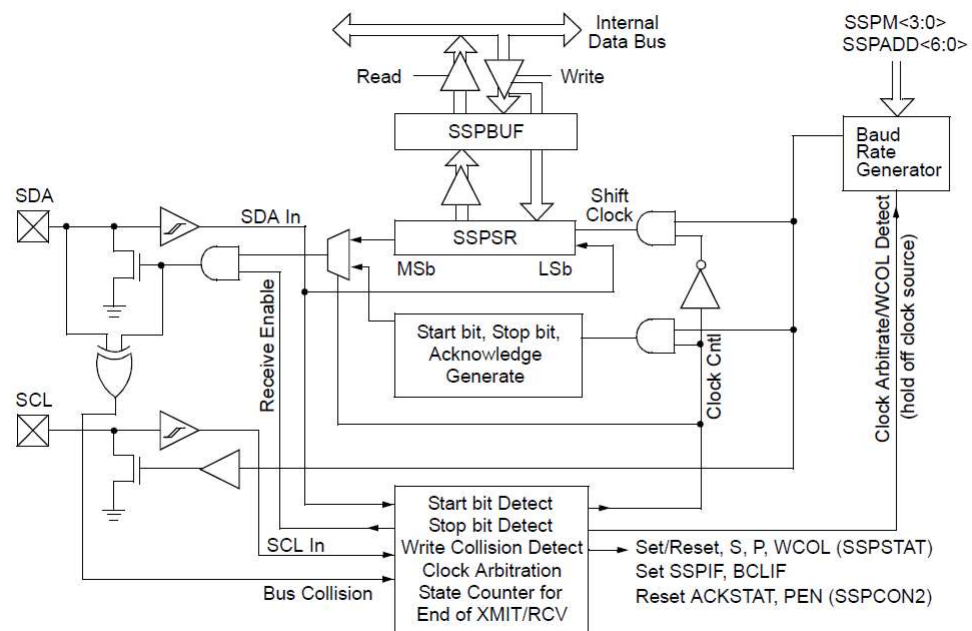 Internal
Data Bus
SSPM<3:0>
SSPADD<6:0>
Read
Write
SSPBUF
Baud
Rate
Generator
SDA
SDA In
Shift
Clock
SSPSR
MSb
LSb
Start bit, Stop bit,
Acknowledge
Generate
Receive Enable
Clock Cntl
Clock Arbitrate/WCOL Detect
(hold off clock source)
SCL
SCL In
Bus Collision
Start bit Detect
Stop bit Detect
Write Collision Detect
Clock Arbitration
State Counter for
End of XMIT/RCV
Set/Reset, S, P, WCOL (SSPSTAT)
Set SSPIF, BCLIF
Reset ACKSTAT, PEN (SSPCON2)